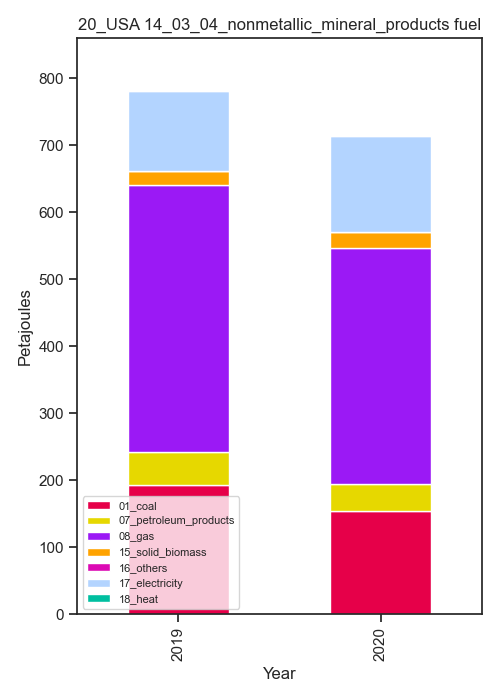 20_USA 14_03_04_nonmetallic_mineral_products fuel
800
700
600
500
400
300
200
100
0
Petajoules
01_coal
07_petroleum_products
08_gas
15_solid_biomass
16_others
17_electricity
18_heat
2019
2020
Year